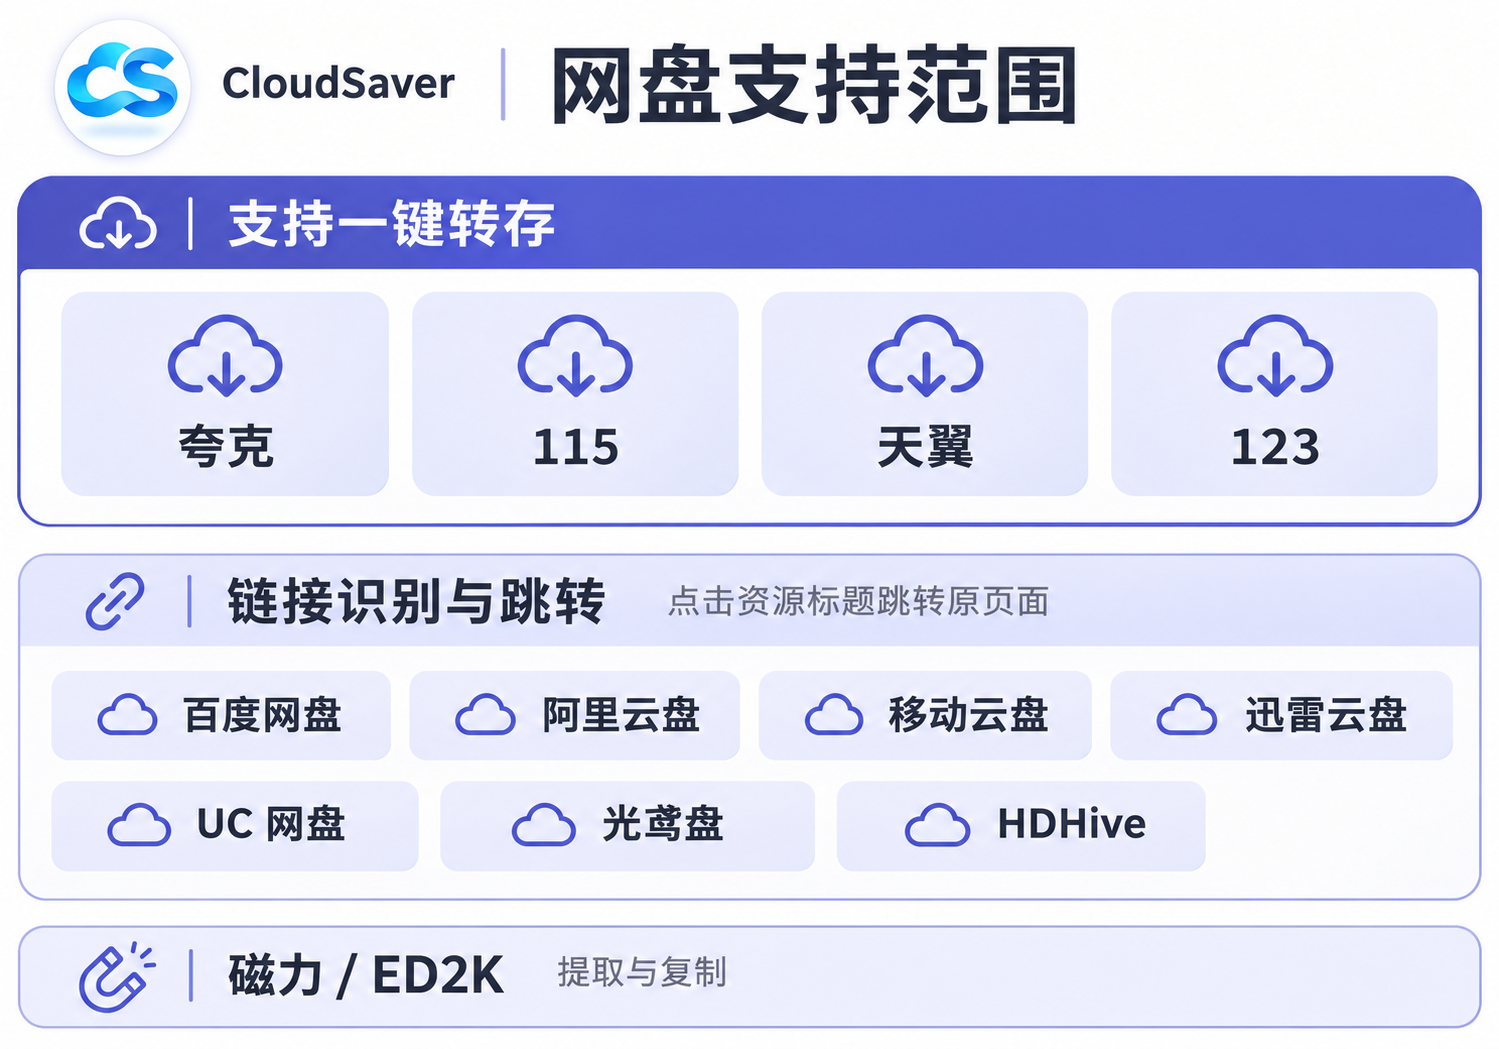 CS
CloudSaver
网盘支持范围
支持一键转存
夸克
115
天翼
123
链接识别与跳转
点击资源标题跳转原页面
百度网盘
阿里云盘
移动云盘
迅雷云盘
UC 网盘
光鸢盘
HDHive
磁力 / ED2K
提取与复制